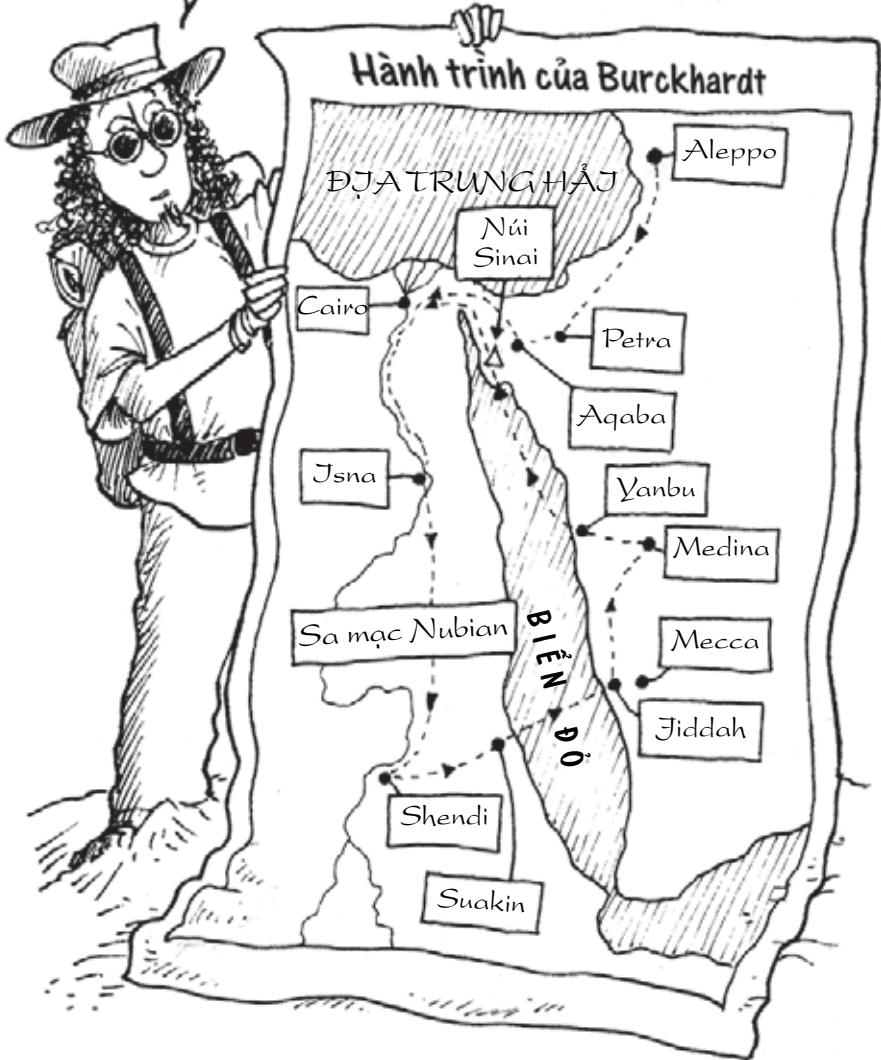 Hành trình của Burckhardt
Aleppo
ĐỊA TRUNG HẢI
Núi
Sinai
Cairo
Petra
Aqaba
Isna
Yanbu
Medina
Sa mạc Nubian
BIỂN ĐỎ
Mecca
Jiddah
Shendi
Suakin